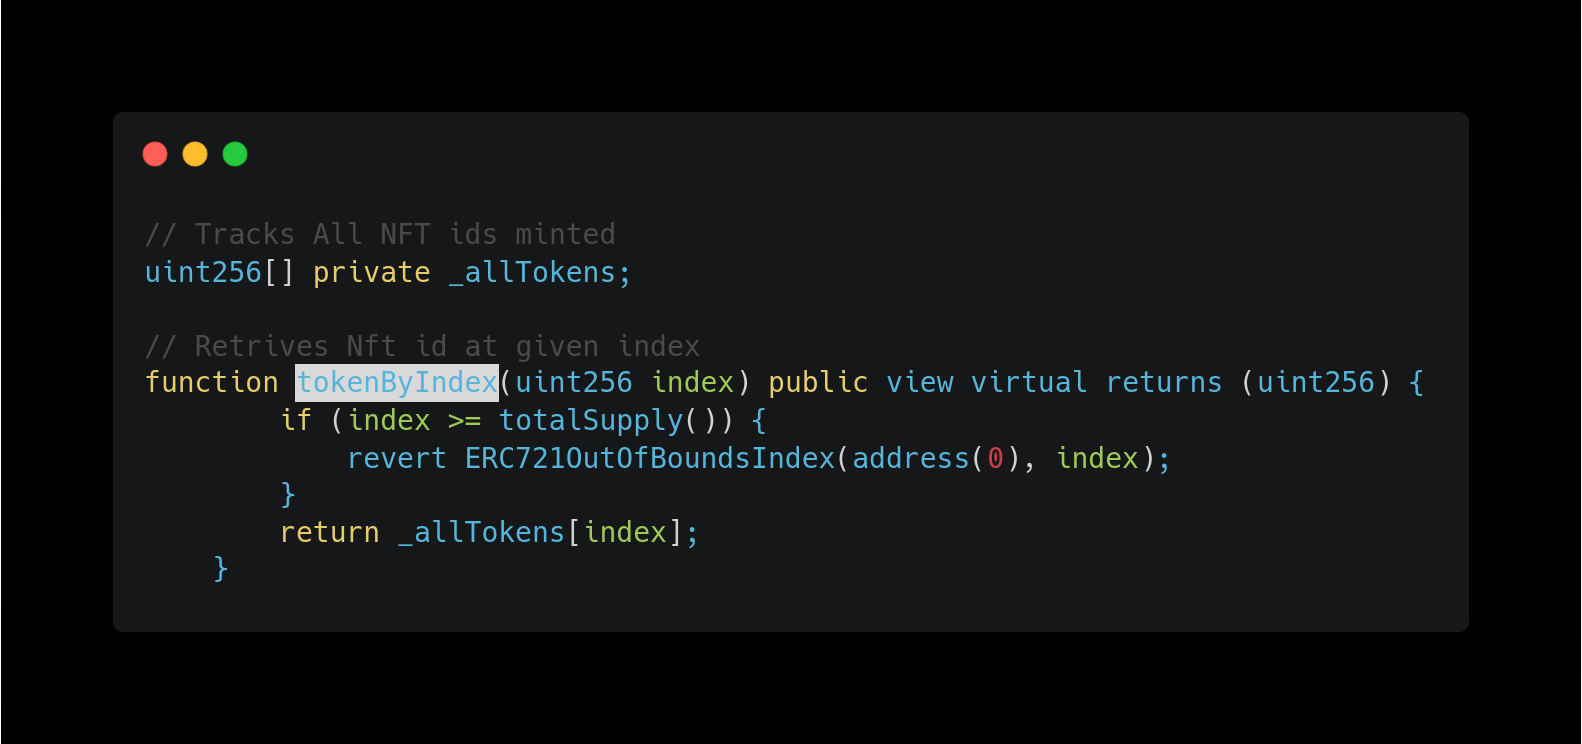 // Tracks All NFT ids minted
uint256[] private _allTokens;
// Retrives Nft id at given index
function tokenByIndex(uint256 index) public view virtual returns (uint256) {
if (index >= totalSupply()) {
revert ERC721OutOfBoundsIndex(address(0), index);
}
return _allTokens[index];
}